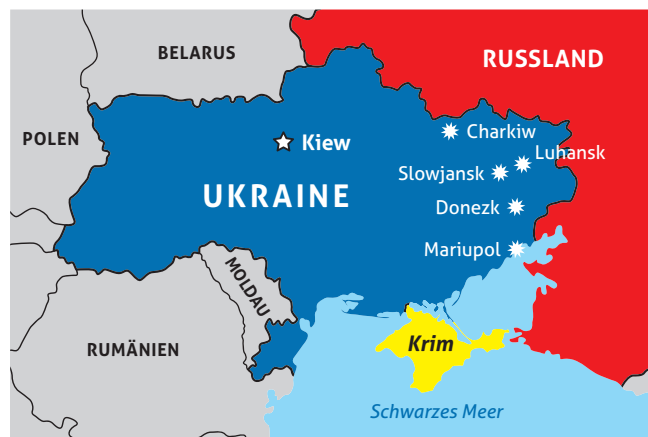 BELARUS
RUSSLAND
POLEN
Kiew
Charkiw
Luhansk
Slowjansk
UKRAINE
Donezk
Mariupol
MOLDAU
RUMÄNIEN
Krim
Schwarzes Meer